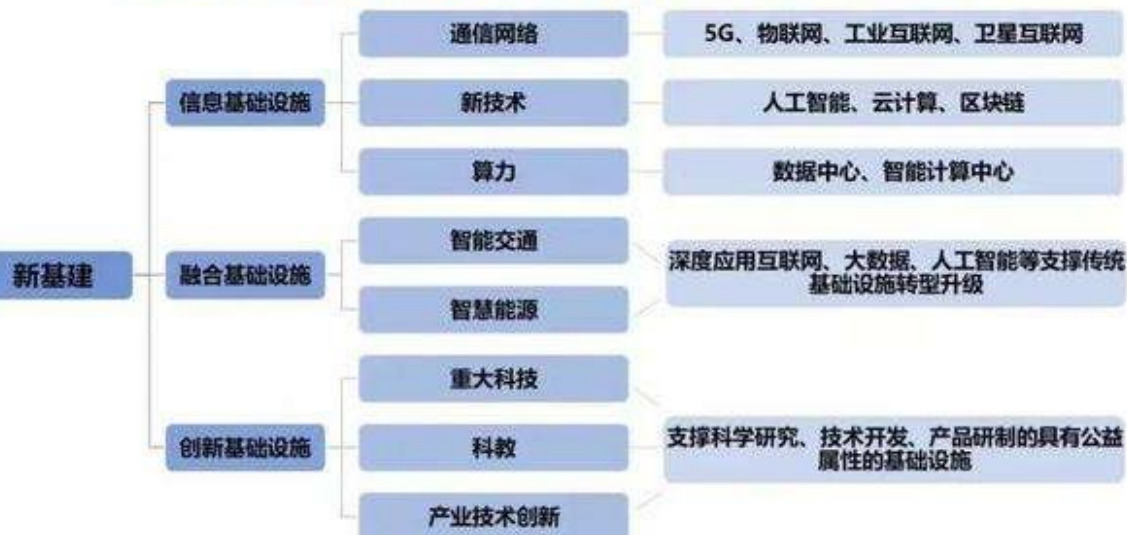 通信网络
5G、物联网、工业互联网、卫星互联网
信息基础设施
新技术
人工智能、云计算、区块链
算力
数据中心、智能计算中心
新基建
融合基础设施
智能交通
智慧能源
深度应用互联网、大数据、人工智能等支撑传统
基础设施转型升级
重大科技
创新基础设施
科教
产业技术创新
支撑科学研究、技术开发、产品研制的具有公益
属性的基础设施